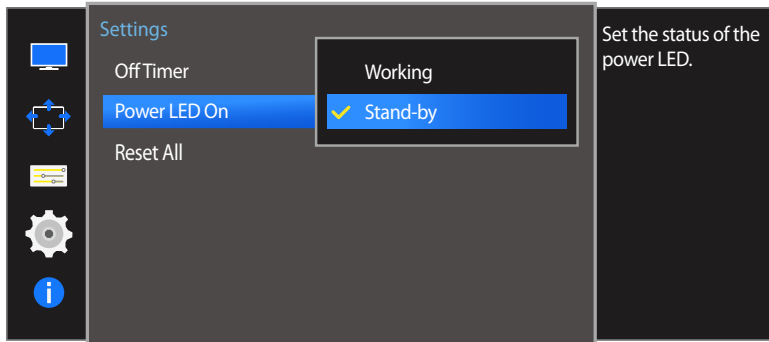 Settings
Off Timer
Power LED On
Reset All
Working
Stand-by
Set the status of the
power LED.